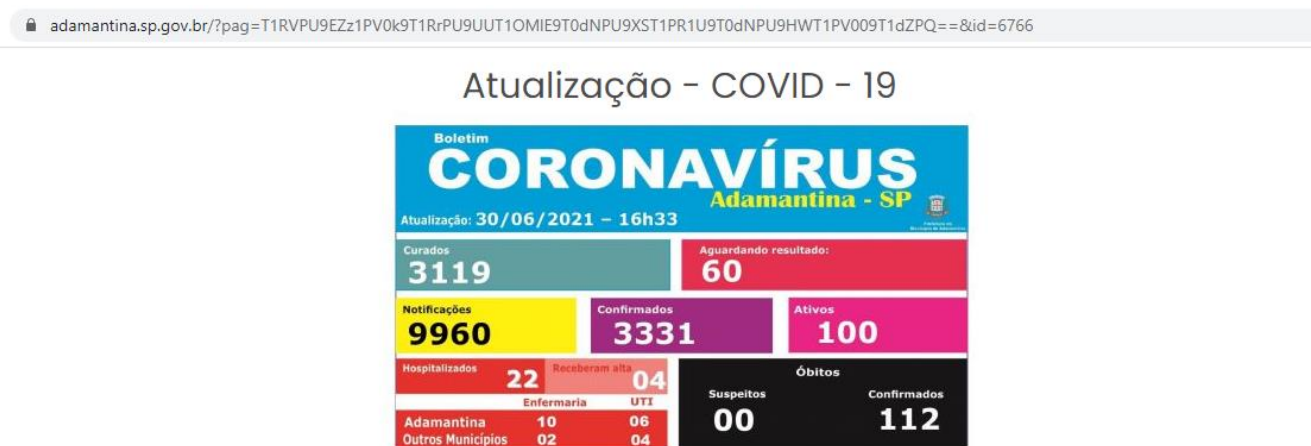 adamantina.sp.gov.br/?pag=T1RVPU9EZz1PV0k9T1RrPU9UUT1OMIE9T0dNPU9XST1PR1U9T0dNPU9HWT1PV009T1dZPQ==&id=6766
Atualização - COVID - 19
Boletim
CORONAVÍRUS
Adamantina - SP
Atualização: 30/06/2021 – 16h33
Curados
3119
Aguardando resultado:
60
Notificações
9960
Confirmados
3331
Ativos
100
Hospitalizados 22
Receberam alta 04
Enfermaria UTI
Adamantina 10 06
Outros Municípios 02 04
Óbitos
Suspeitos Confirmados
00 112